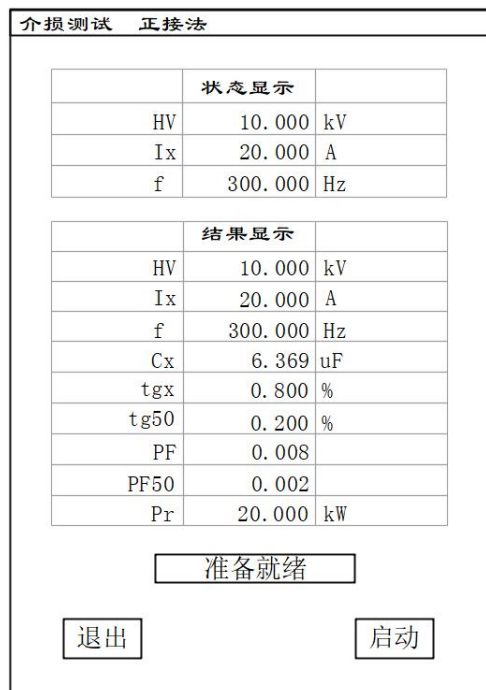 介损测试 正接法
状态显示
HV 10.000 kV
Ix 20.000 A
f 300.000 Hz
结果显示
HV 10.000 kV
Ix 20.000 A
f 300.000 Hz
Cx 6.369 uF
tgx 0.800 %
tg50 0.200 %
PF 0.008
PF50 0.002
Pr 20.000 kW
准备就绪
退出 启动